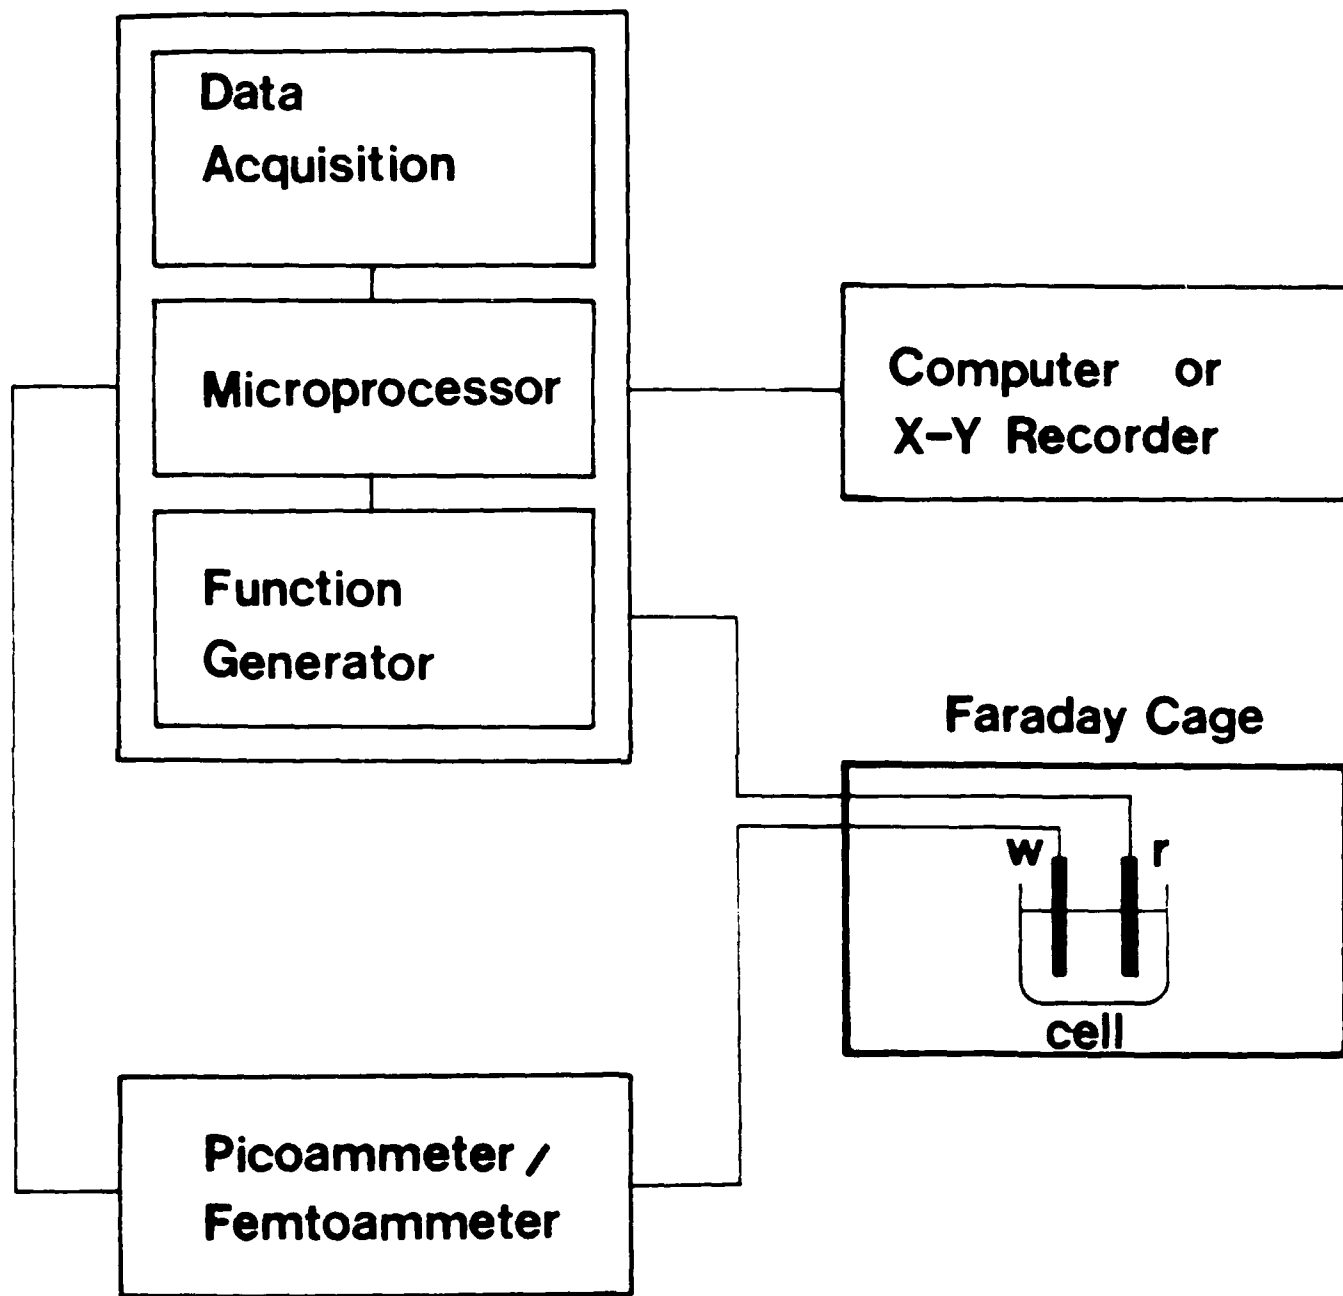 Data
Acquisition
Microprocessor
Function
Generator
Computer or
X-Y Recorder
Faraday Cage
w r
cell
Picoammeter /
Femtoammeter